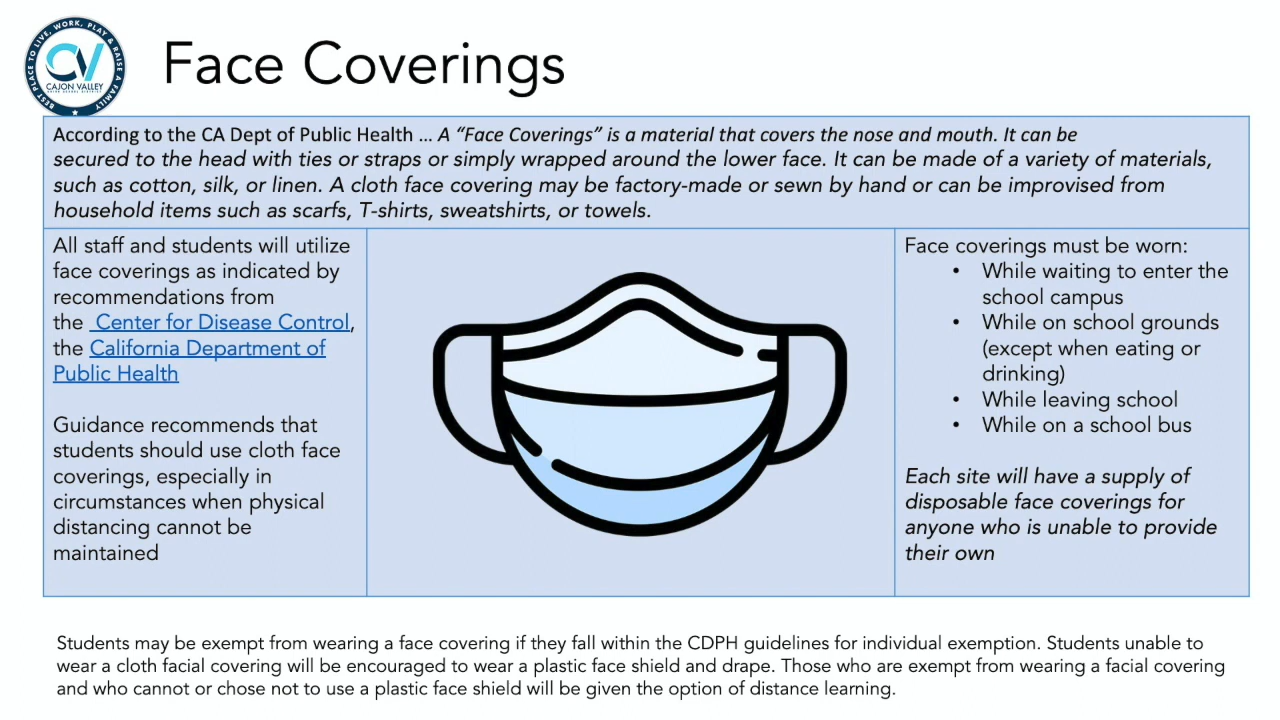 BEST PLACE TO LIVE, WORK, PLAY & RAISE A FAMILY
CV
CAJON VALLEY
Face Coverings
According to the CA Dept of Public Health … A “Face Coverings” is a material that covers the nose and mouth. It can be
secured to the head with ties or straps or simply wrapped around the lower face. It can be made of a variety of materials,
such as cotton, silk, or linen. A cloth face covering may be factory-made or sewn by hand or can be improvised from
household items such as scarfs, T-shirts, sweatshirts, or towels.
All staff and students will utilize
face coverings as indicated by
recommendations from
the Center for Disease Control,
the California Department of
Public Health
Guidance recommends that
students should use cloth face
coverings, especially in
circumstances when physical
distancing cannot be
maintained
Face coverings must be worn:
• While waiting to enter the
school campus
• While on school grounds
(except when eating or
drinking)
• While leaving school
• While on a school bus
Each site will have a supply of
disposable face coverings for
anyone who is unable to provide
their own
Students may be exempt from wearing a face covering if they fall within the CDPH guidelines for individual exemption. Students unable to
wear a cloth facial covering will be encouraged to wear a plastic face shield and drape. Those who are exempt from wearing a facial covering
and who cannot or chose not to use a plastic face shield will be given the option of distance learning.